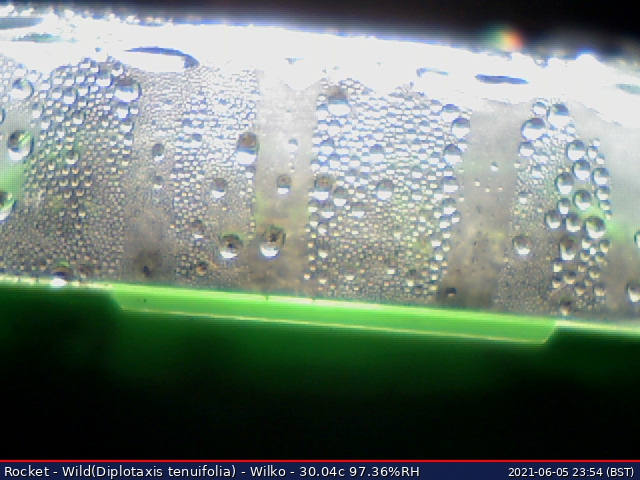 Rocket - Wild(Diplotaxis tenuifolia) - Wilko - 30.04c 97.36%RH
2021-06-05 23:54 (BST)